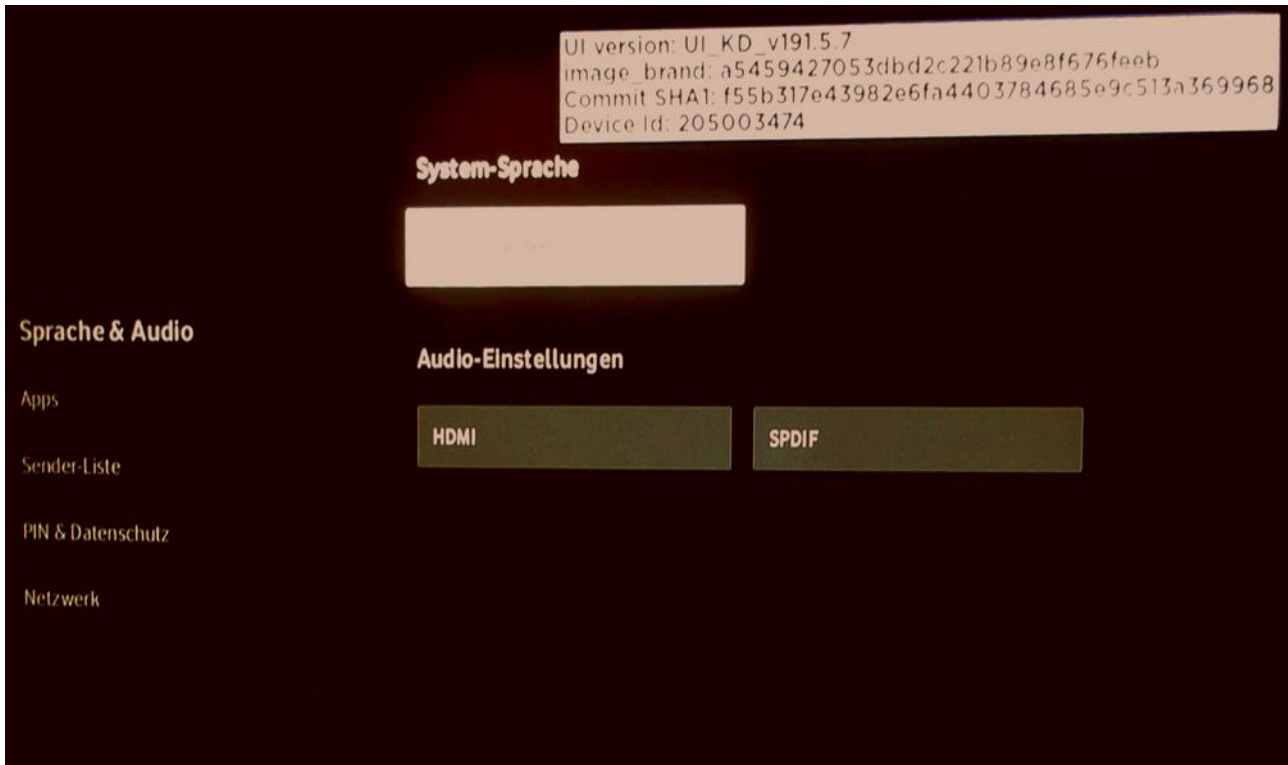 UI version: UI_KD_v191.5.7
image_brand: a5459427053dbd2c221b89e8f676feeb
Commit SHA1: f55b317e43982e6fa4403784685e9c513a369968
Device Id: 205003474
System-Sprache
Sprache & Audio
Audio-Einstellungen
Apps
HDMI
SPDIF
Sender-Liste
PIN & Datenschutz
Netzwerk